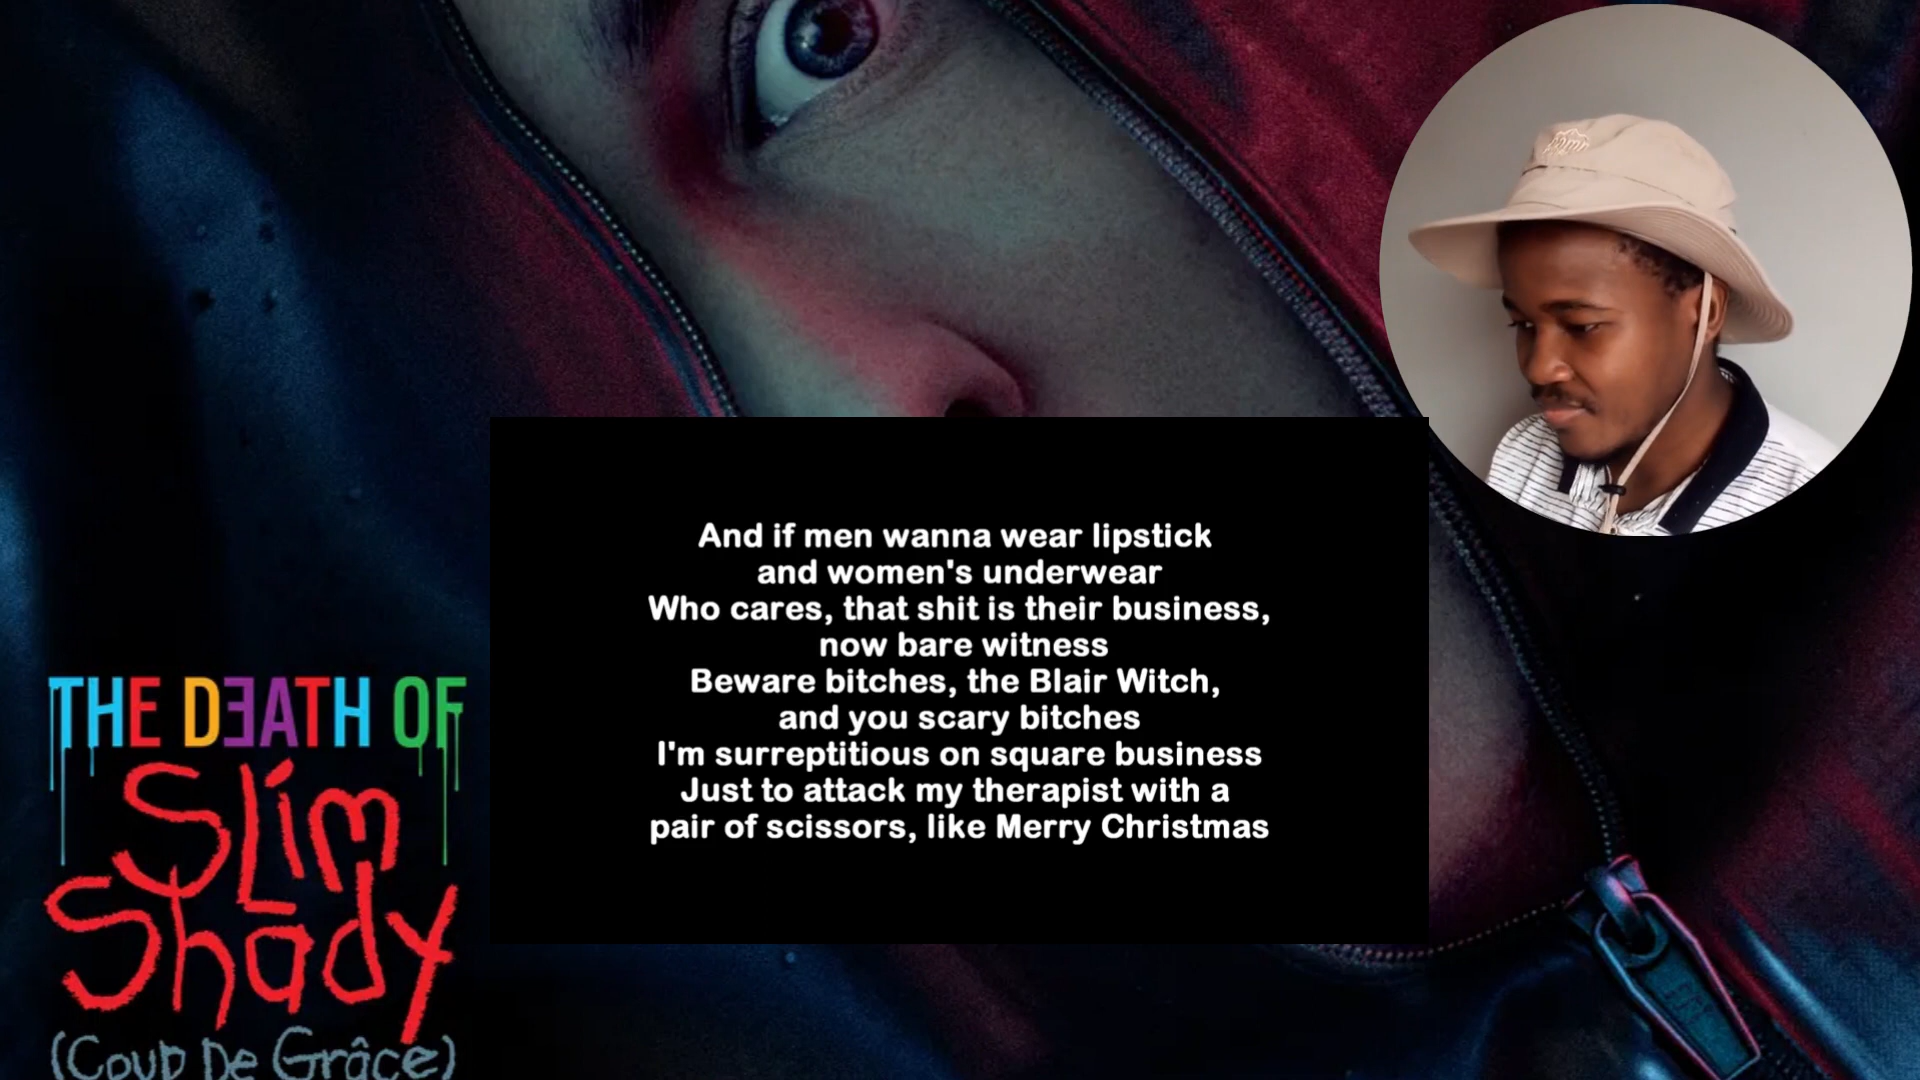 And if men wanna wear lipstick
and women's underwear
Who cares, that shit is their business,
now bare witness
Beware bitches, the Blair Witch,
and you scary bitches
I'm surreptitious on square business
Just to attack my therapist with a
pair of scissors, like Merry Christmas
THE DEATH OF
Slim
Shady
(Coup De Grâce)